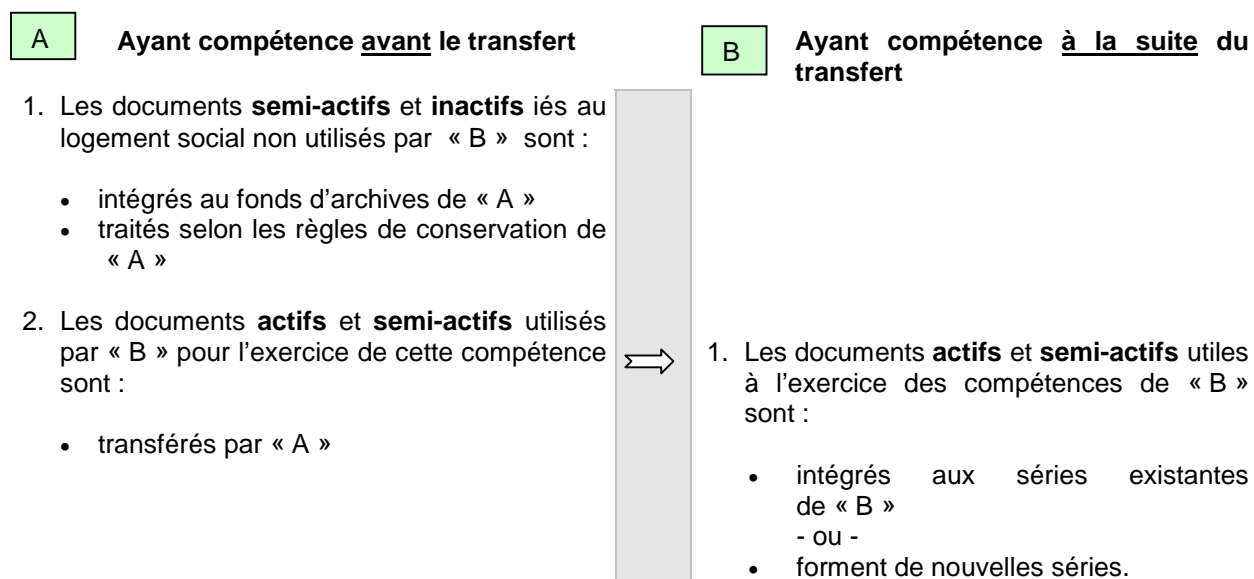 A
Ayant compétence avant le transfert
1. Les documents semi-actifs et inactifs iés au
logement social non utilisés par « B » sont :
• intégrés au fonds d’archives de « A »
• traités selon les règles de conservation de
« A »
2. Les documents actifs et semi-actifs utilisés
par « B » pour l’exercice de cette compétence
sont :
• transférés par « A »
B
Ayant compétence à la suite du
transfert
1. Les documents actifs et semi-actifs utiles
à l’exercice des compétences de « B »
sont :
• intégrés aux séries existantes
de « B »
- ou -
• forment de nouvelles séries.